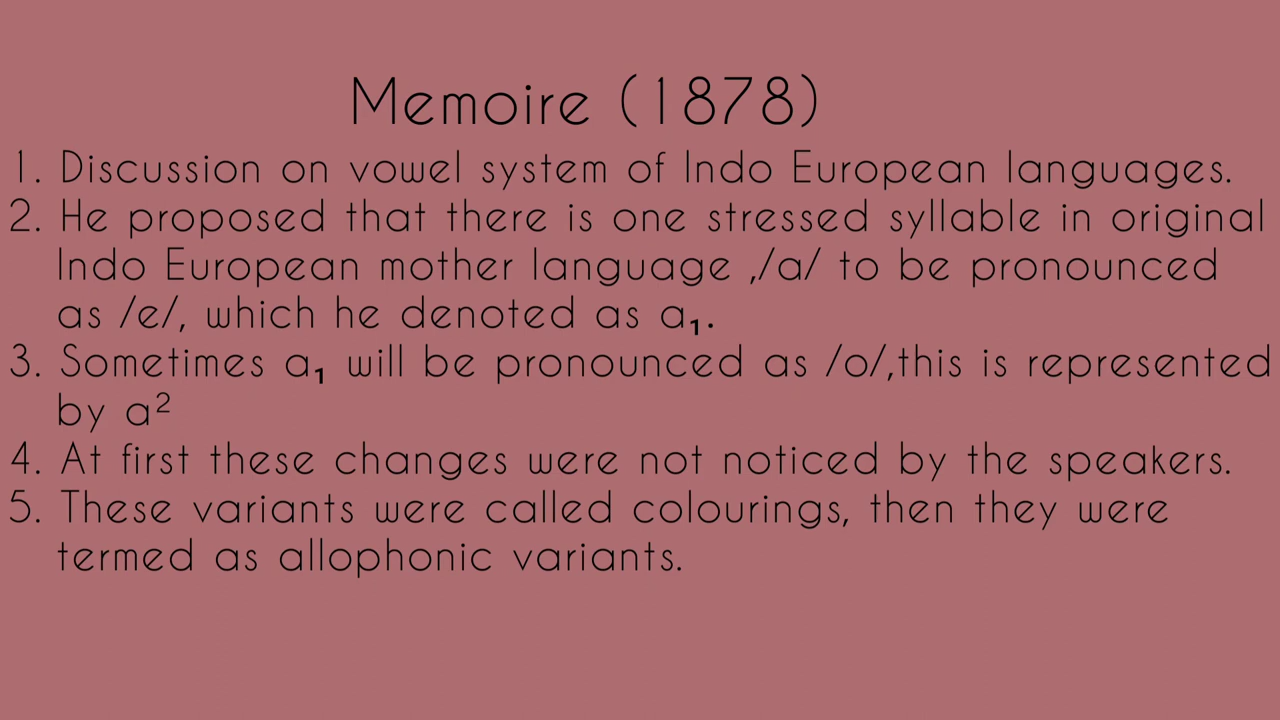 Memoire (1878)
1. Discussion on vowel system of Indo European languages.
2. He proposed that there is one stressed syllable in original
Indo European mother language ,/a/ to be pronounced
as /e/, which he denoted as a₁.
3. Sometimes a₁ will be pronounced as /o/,this is represented
by a²
4. At first these changes were not noticed by the speakers.
5. These variants were called colourings, then they were
termed as allophonic variants.